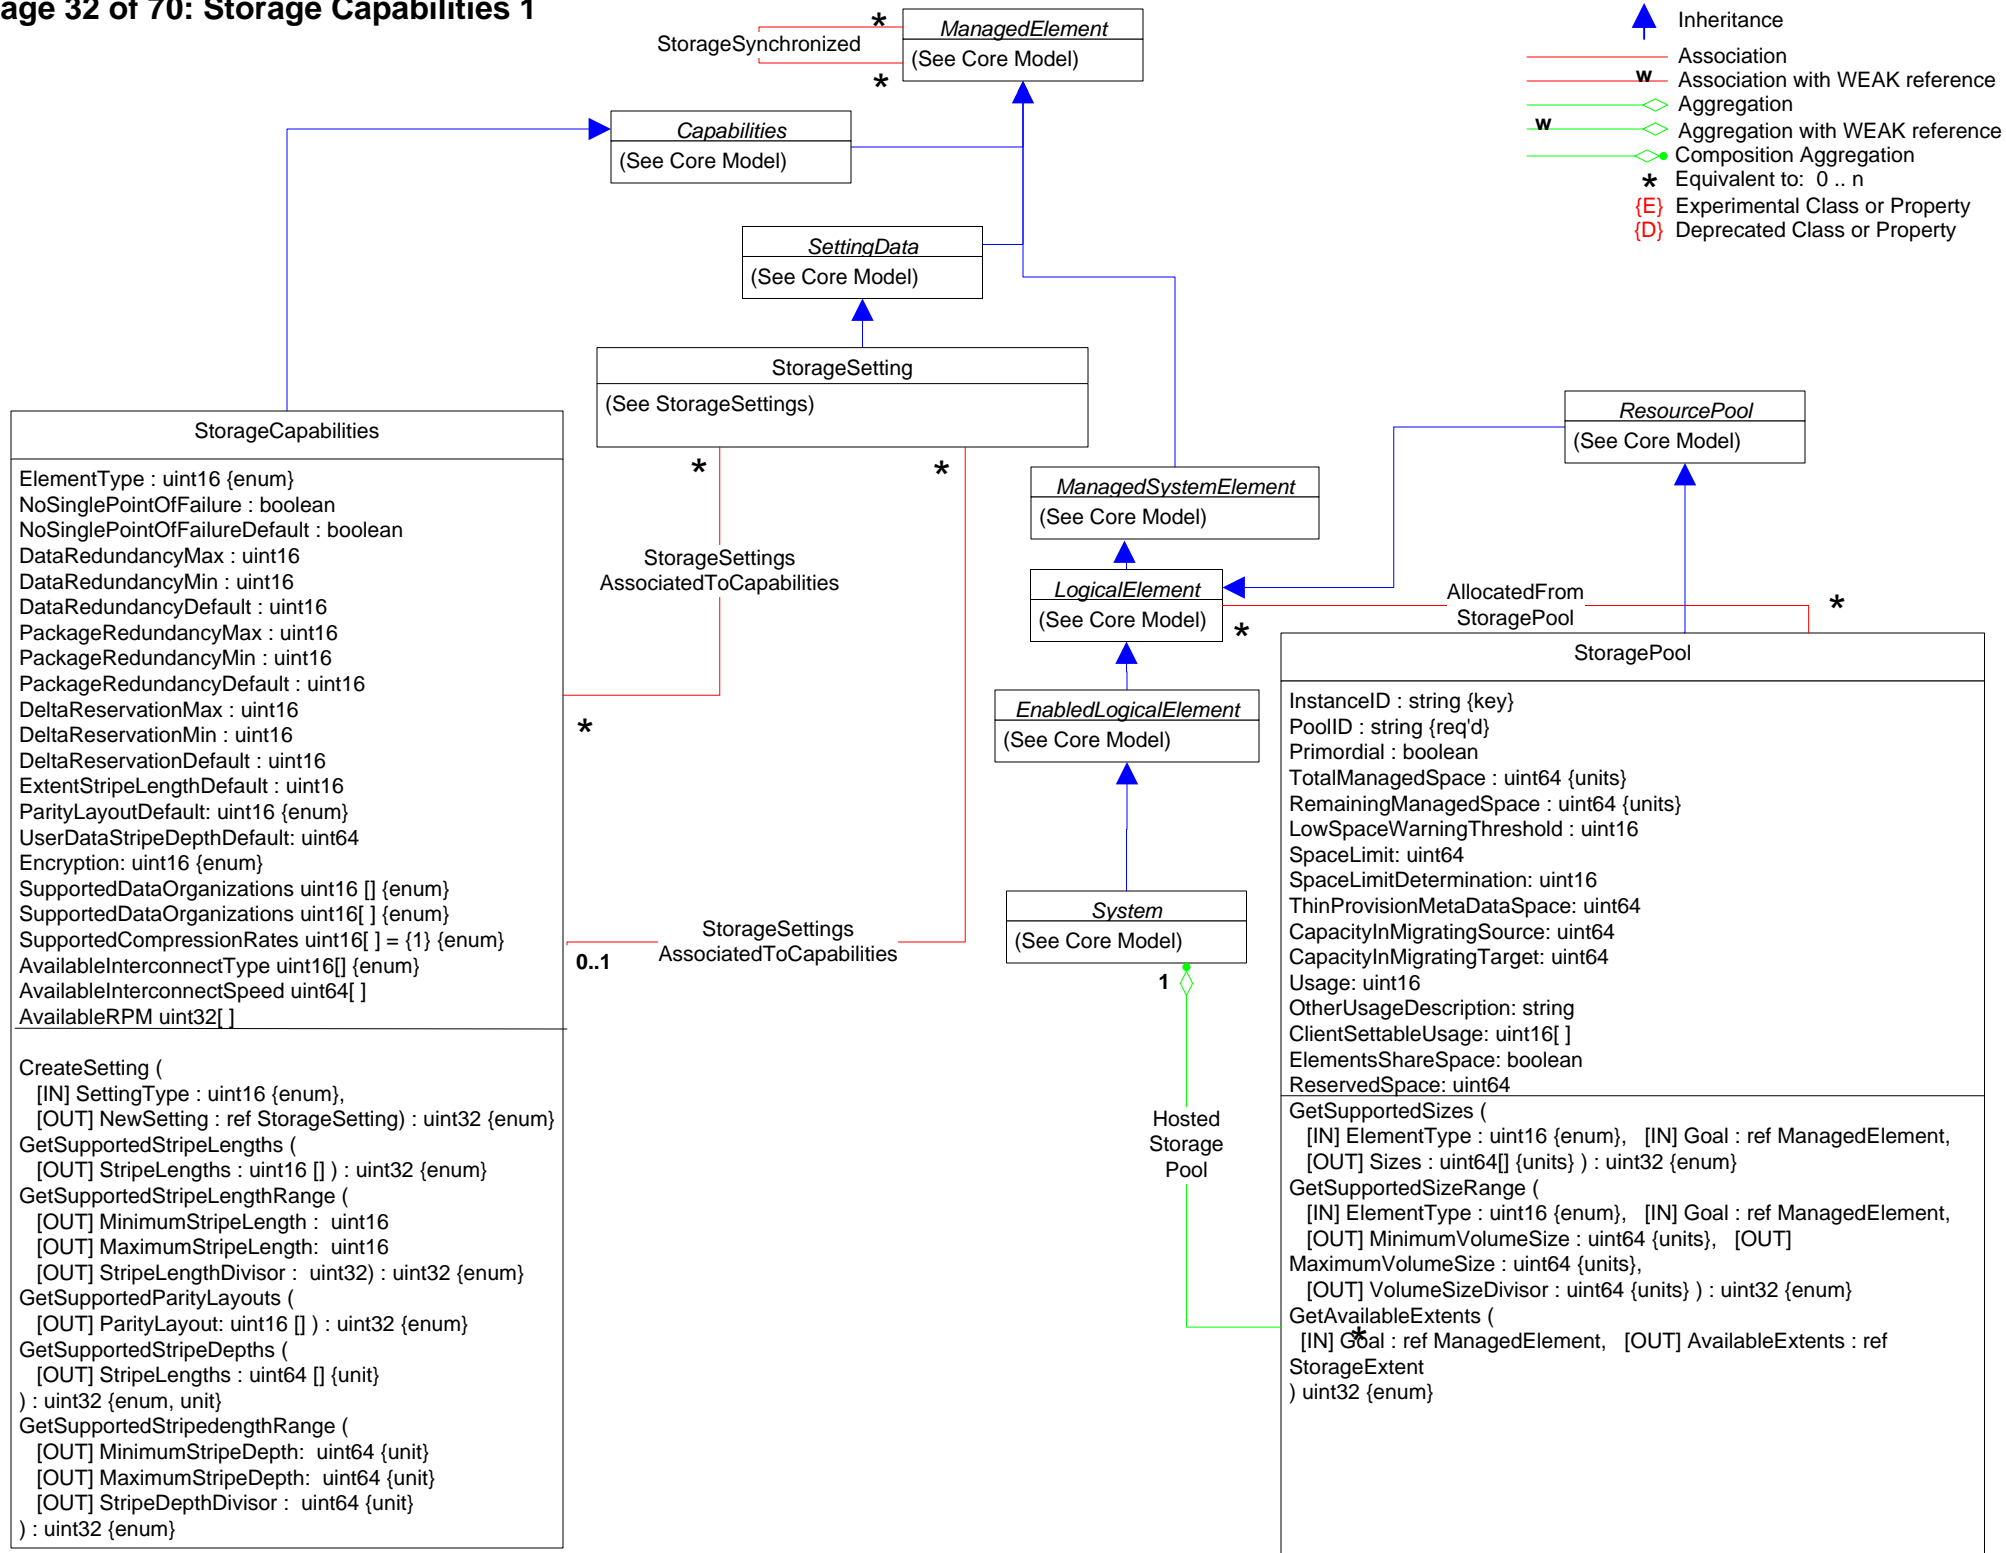 age 32 of 70: Storage Capabilities 1
Inheritance
Association
w Association with WEAK reference
Aggregation
w Aggregation with WEAK reference
Composition Aggregation
* Equivalent to: 0 .. n
{E} Experimental Class or Property
{D} Deprecated Class or Property
*
StorageSynchronized
*
ManagedElement
(See Core Model)
Capabilities
(See Core Model)
SettingData
(See Core Model)
StorageSetting
(See StorageSettings)
*
*
StorageSettings
AssociatedToCapabilities
*
StorageSettings
AssociatedToCapabilities
0..1
StorageCapabilities
ElementType : uint16 {enum}
NoSinglePointOfFailure : boolean
NoSinglePointOfFailureDefault : boolean
DataRedundancyMax : uint16
DataRedundancyMin : uint16
DataRedundancyDefault : uint16
PackageRedundancyMax : uint16
PackageRedundancyMin : uint16
PackageRedundancyDefault : uint16
DeltaReservationMax : uint16
DeltaReservationMin : uint16
DeltaReservationDefault : uint16
ExtentStripeLengthDefault : uint16
ParityLayoutDefault: uint16 {enum}
UserDataStripeDepthDefault: uint64
Encryption: uint16 {enum}
SupportedDataOrganizations uint16 [] {enum}
SupportedDataOrganizations uint16[ ] {enum}
SupportedCompressionRates uint16[ ] = {1} {enum}
AvailableInterconnectType uint16[] {enum}
AvailableInterconnectSpeed uint64[ ]
AvailableRPM uint32[ ]
CreateSetting (
[IN] SettingType : uint16 {enum},
[OUT] NewSetting : ref StorageSetting) : uint32 {enum}
GetSupportedStripeLengths (
[OUT] StripeLengths : uint16 [] ) : uint32 {enum}
GetSupportedStripeLengthRange (
[OUT] MinimumStripeLength : uint16
[OUT] MaximumStripeLength: uint16
[OUT] StripeLengthDivisor : uint32) : uint32 {enum}
GetSupportedParityLayouts (
[OUT] ParityLayout: uint16 [] ) : uint32 {enum}
GetSupportedStripeDepths (
[OUT] StripeLengths : uint64 [] {unit}
) : uint32 {enum, unit}
GetSupportedStripedengthRange (
[OUT] MinimumStripeDepth: uint64 {unit}
[OUT] MaximumStripeDepth: uint64 {unit}
[OUT] StripeDepthDivisor : uint64 {unit}
) : uint32 {enum}
ManagedSystemElement
(See Core Model)
LogicalElement
(See Core Model)
*
EnabledLogicalElement
(See Core Model)
System
(See Core Model)
1
Hosted
Storage
Pool
ResourcePool
(See Core Model)
AllocatedFrom
StoragePool
*
StoragePool
InstanceID : string {key}
PoolID : string {req'd}
Primordial : boolean
TotalManagedSpace : uint64 {units}
RemainingManagedSpace : uint64 {units}
LowSpaceWarningThreshold : uint16
SpaceLimit: uint64
SpaceLimitDetermination: uint16
ThinProvisionMetaDataSpace: uint64
CapacityInMigratingSource: uint64
CapacityInMigratingTarget: uint64
Usage: uint16
OtherUsageDescription: string
ClientSettableUsage: uint16[ ]
ElementsShareSpace: boolean
ReservedSpace: uint64
GetSupportedSizes (
[IN] ElementType : uint16 {enum}, [IN] Goal : ref ManagedElement,
[OUT] Sizes : uint64[] {units} ) : uint32 {enum}
GetSupportedSizeRange (
[IN] ElementType : uint16 {enum}, [IN] Goal : ref ManagedElement,
[OUT] MinimumVolumeSize : uint64 {units}, [OUT]
MaximumVolumeSize : uint64 {units},
[OUT] VolumeSizeDivisor : uint64 {units} ) : uint32 {enum}
GetAvailableExtents (
*
[IN] Goal : ref ManagedElement, [OUT] AvailableExtents : ref
StorageExtent
) uint32 {enum}